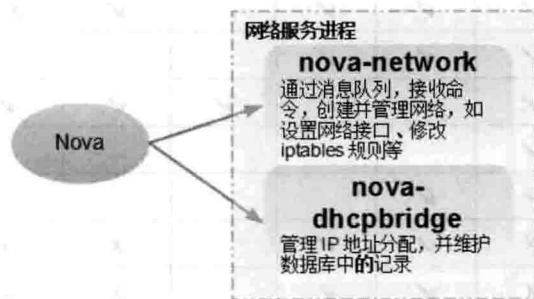 网络服务进程
nova-network
通过消息队列，接收命
令，创建并管理网络，如
设置网络接口、修改
iptables 规则等
Nova
nova-
dhcpbridge
管理 IP 地址分配，并维护
数据库中的记录